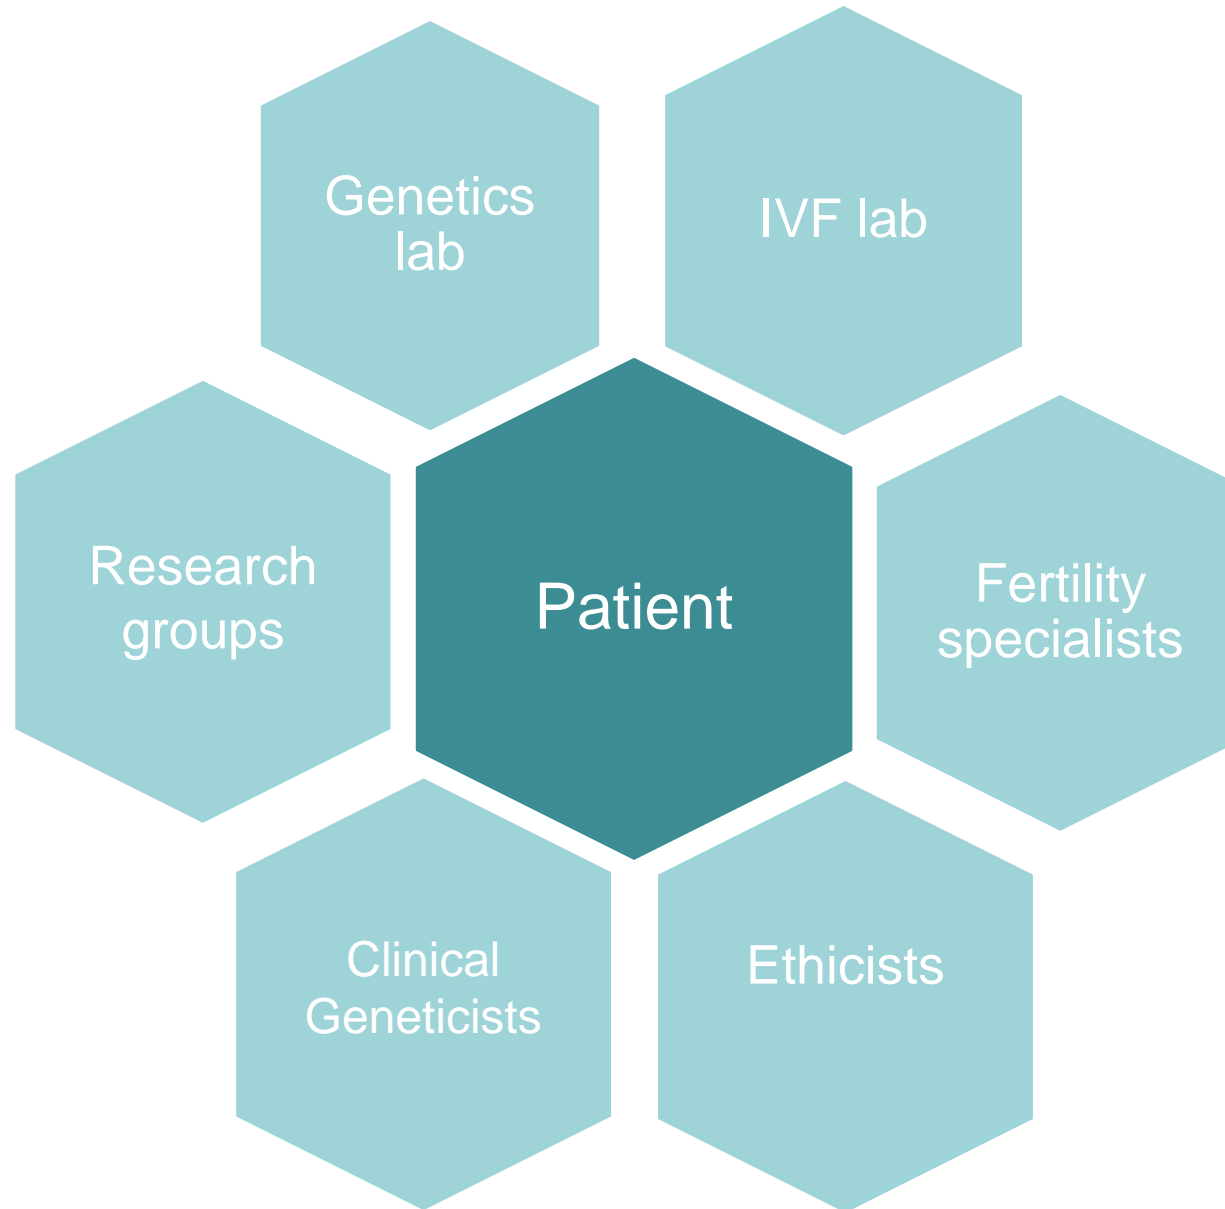 Genetics
lab
IVF lab
Research
groups
Patient
Fertility
specialists
Clinical
Geneticists
Ethicists